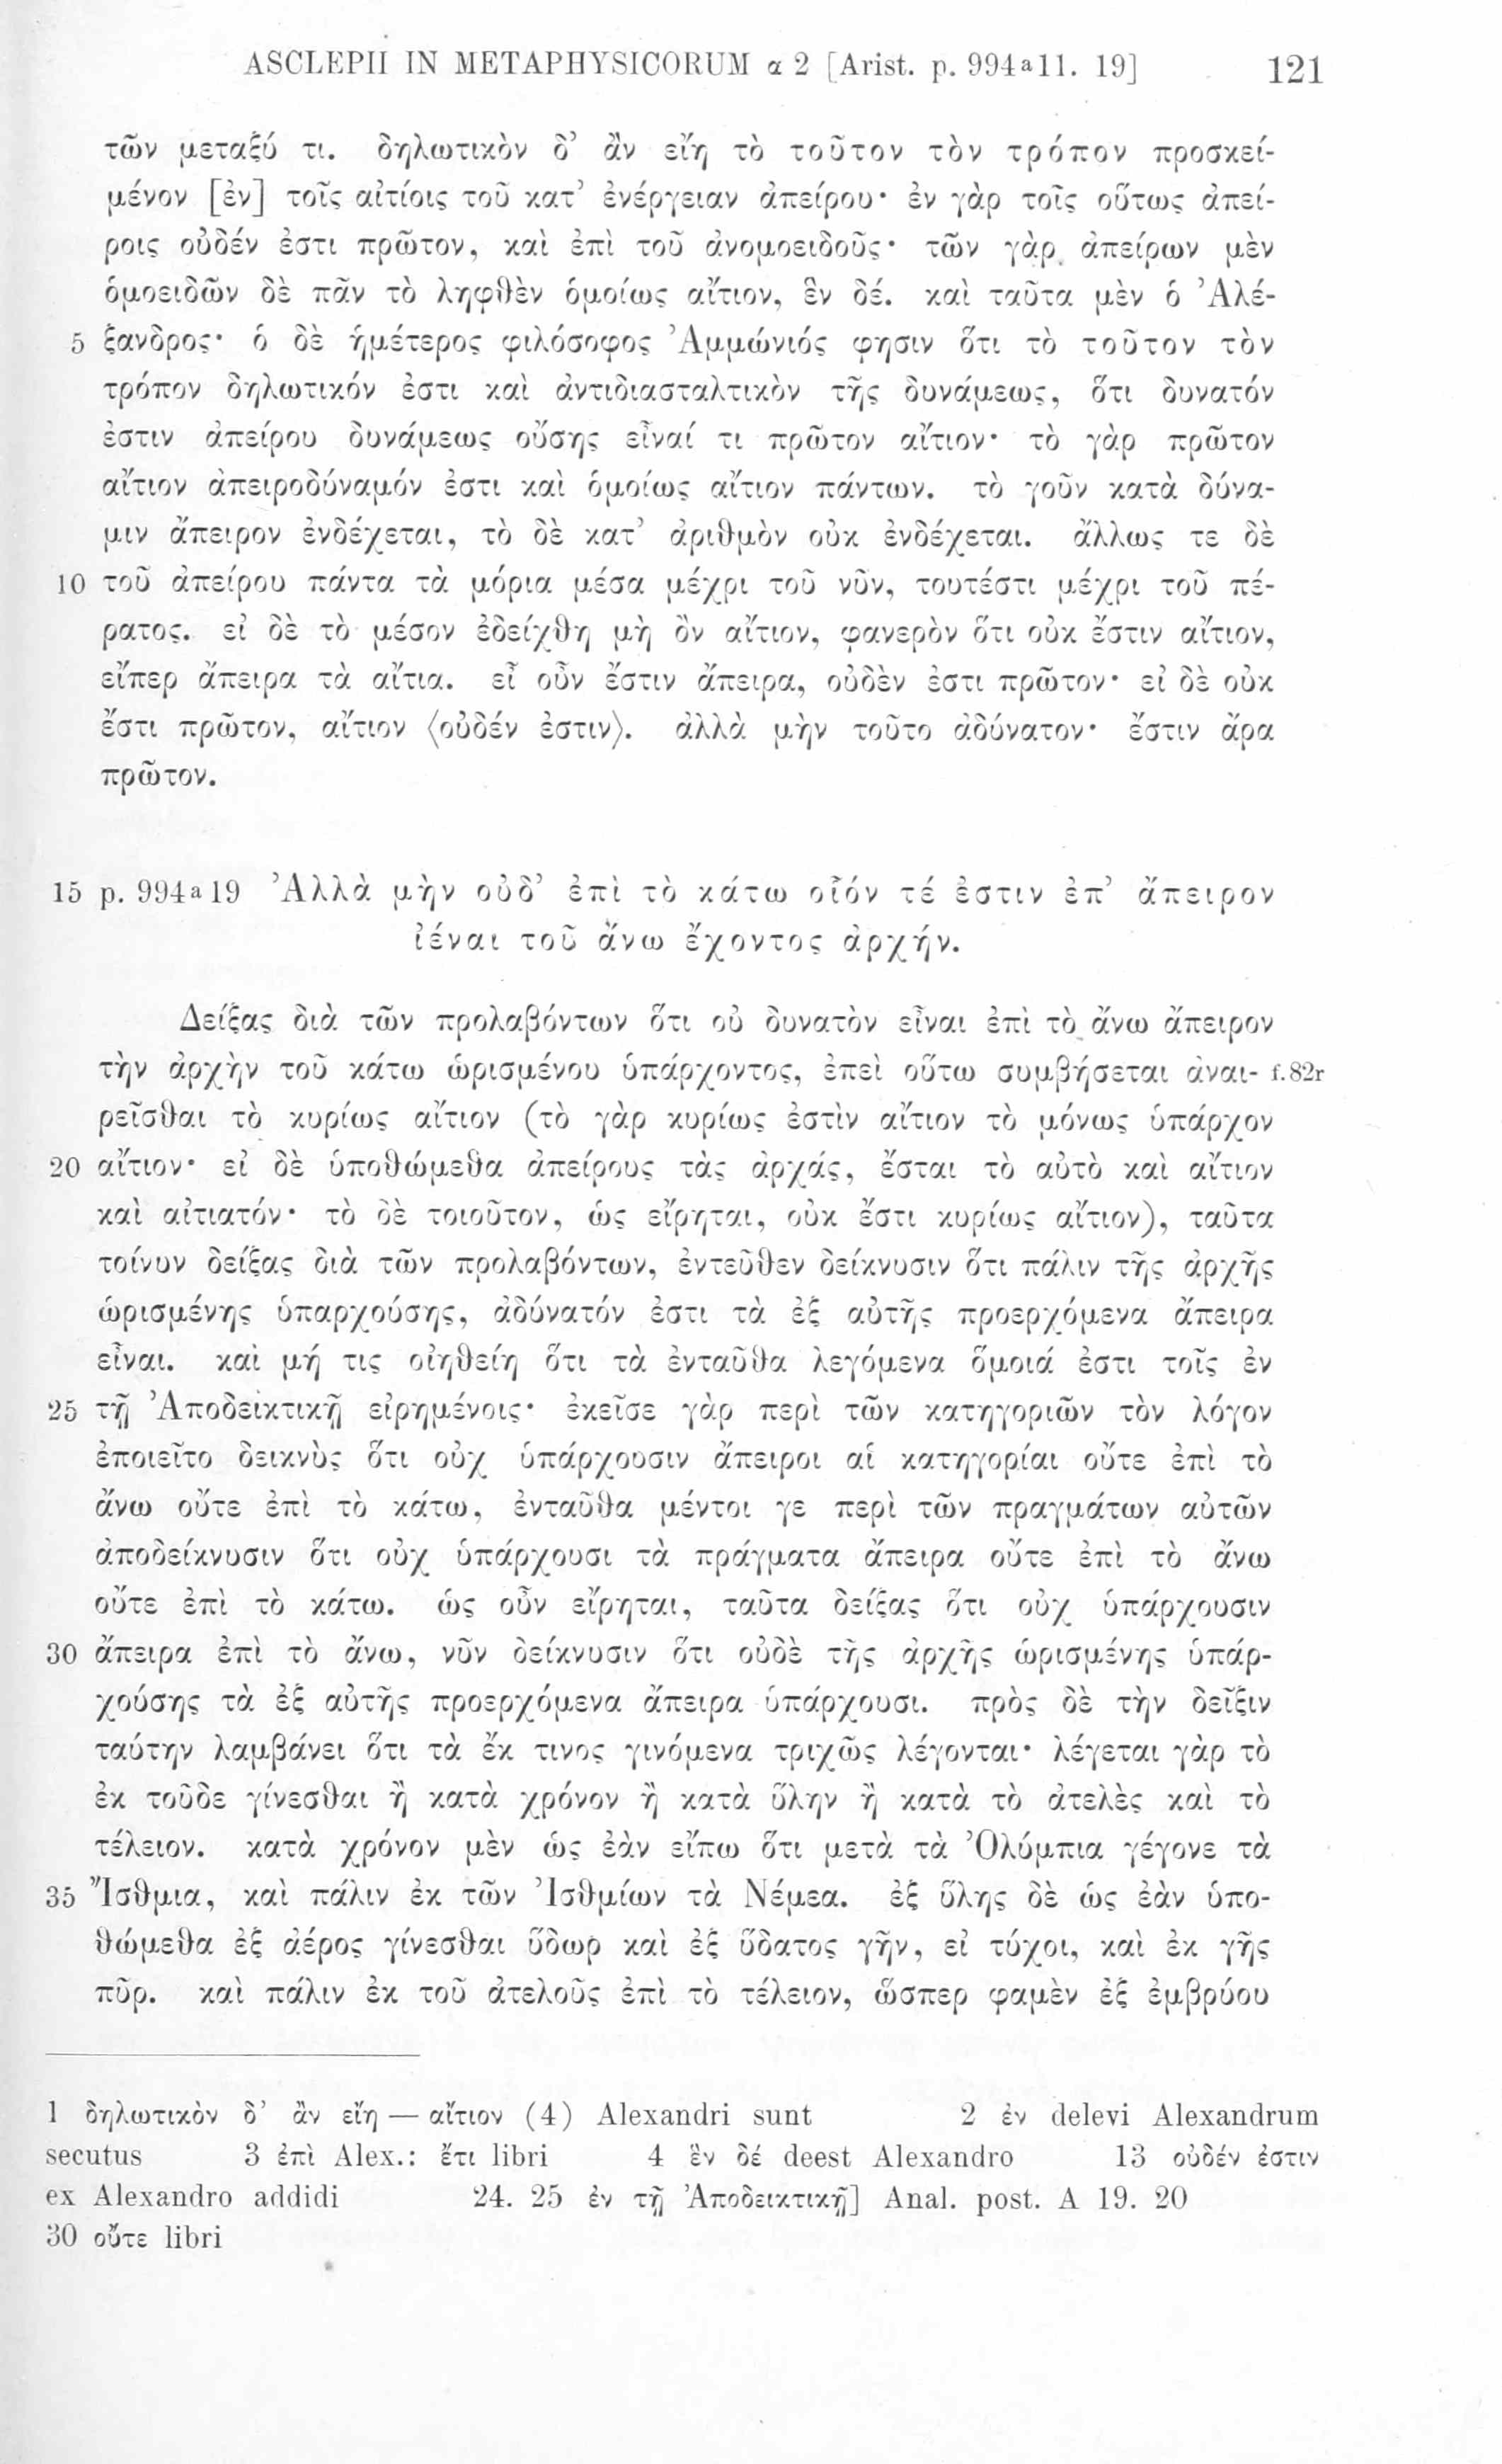 ASCLEPII IN METAPHYSICORUM α 2 [Arist. p. 994ᵃ11. 19] 121
τῶν μεταξύ τι. δηλωτικὸν δ’ ἂν εἴη τὸ τοῦτον τὸν τρόπον προσκεί-
μένον [ἐν] τοῖς αἰτίοις τοῦ κατ’ ἐνέργειαν ἀπείρου· ἐν γὰρ τοῖς οὕτως ἀπεί-
ροις οὐδέν ἐστι πρῶτον, καὶ ἐπὶ τοῦ ἀνομοειδοῦς· τῶν γὰρ ἀπείρων μὲν
ὁμοειδῶν δὲ πᾶν τὸ ληφθὲν ὁμοίως αἴτιον, ἓν δέ. καὶ ταῦτα μὲν ὁ Ἀλέ-
5 ξανδρος· ὁ δὲ ἡμέτερος φιλόσοφος Ἀμμώνιός φησιν ὅτι τὸ τοῦτον τὸν
τρόπον δηλωτικόν ἐστι καὶ ἀντιδιασταλτικὸν τῆς δυνάμεως, ὅτι δυνατόν
ἐστιν ἀπείρου δυνάμεως οὔσης εἶναί τι πρῶτον αἴτιον· τὸ γὰρ πρῶτον
αἴτιον ἀπειροδύναμόν ἐστι καὶ ὁμοίως αἴτιον πάντων. τὸ γοῦν κατὰ δύνα-
μιν ἄπειρον ἐνδέχεται, τὸ δὲ κατ’ ἀριθμὸν οὐκ ἐνδέχεται. ἄλλως τε δὲ
10 τοῦ ἀπείρου πάντα τὰ μόρια μέσα μέχρι τοῦ νῦν, τουτέστι μέχρι τοῦ πέ-
ρατος. εἰ δὲ τὸ μέσον ἐδείχθη μὴ ὂν αἴτιον, φανερὸν ὅτι οὐκ ἔστιν αἴτιον,
εἴπερ ἄπειρα τὰ αἴτια. εἶ οὖν ἔστιν ἄπειρα, οὐδὲν ἐστι πρῶτον· εἰ δὲ οὐκ
ἔστι πρῶτον, αἴτιον ⟨οὐδέν ἐστιν⟩. ἀλλὰ μὴν τοῦτο ἀδύνατον· ἔστιν ἄρα
πρῶτον.
15 p. 994ᵃ19 Ἀλλὰ μὴν οὐδ’ ἐπὶ τὸ κάτω οἷόν τέ ἐστιν ἐπ’ ἄπειρον
ἰέναι τοῦ ἄνω ἔχοντος ἀρχήν.
Δείξας διὰ τῶν προλαβόντων ὅτι οὐ δυνατὸν εἶναι ἐπὶ τὸ ἄνω ἄπειρον
τὴν ἀρχὴν τοῦ κάτω ὡρισμένου ὑπάρχοντος, ἐπεὶ οὕτω συμβήσεται ἀναι- f.82r
ρεῖσθαι τὸ κυρίως αἴτιον (τὸ γὰρ κυρίως ἐστὶν αἴτιον τὸ μόνως ὑπάρχον
20 αἴτιον· εἰ δὲ ὑποθώμεθα ἀπείρους τὰς ἀρχάς, ἔσται τὸ αὐτὸ καὶ αἴτιον
καὶ αἰτιατόν· τὸ δὲ τοιοῦτον, ὡς εἴρηται, οὐκ ἔστι κυρίως αἴτιον), ταῦτα
τοίνυν δείξας διὰ τῶν προλαβόντων, ἐντεῦθεν δείκνυσιν ὅτι πάλιν τῆς ἀρχῆς
ὡρισμένης ὑπαρχούσης, ἀδύνατόν ἐστι τὰ ἐξ αὐτῆς προερχόμενα ἄπειρα
εἶναι. καὶ μή τις οἰηθείη ὅτι τὰ ἐνταῦθα λεγόμενα ὅμοιά ἐστι τοῖς ἐν
25 τῇ Ἀποδεικτικῇ εἰρημένοις· ἐκεῖσε γὰρ περὶ τῶν κατηγοριῶν τὸν λόγον
ἐποιεῖτο δεικνὺς ὅτι οὐχ ὑπάρχουσιν ἄπειροι αἱ κατηγορίαι οὔτε ἐπὶ τὸ
ἄνω οὔτε ἐπὶ τὸ κάτω, ἐνταῦθα μέντοι γε περὶ τῶν πραγμάτων αὐτῶν
ἀποδείκνυσιν ὅτι οὐχ ὑπάρχουσι τὰ πράγματα ἄπειρα οὔτε ἐπὶ τὸ ἄνω
οὔτε ἐπὶ τὸ κάτω. ὡς οὖν εἴρηται, ταῦτα δείξας ὅτι οὐχ ὑπάρχουσιν
30 ἄπειρα ἐπὶ τὸ ἄνω, νῦν δείκνυσιν ὅτι οὐδὲ τῆς ἀρχῆς ὡρισμένης ὑπάρ-
χούσης τὰ ἐξ αὐτῆς προερχόμενα ἄπειρα ὑπάρχουσι. πρὸς δὲ τὴν δεῖξιν
ταύτην λαμβάνει ὅτι τὰ ἔκ τινος γινόμενα τριχῶς λέγονται· λέγεται γὰρ τὸ
ἐκ τοῦδε γίνεσθαι ἢ κατὰ χρόνον ἢ κατὰ ὕλην ἢ κατὰ τὸ ἀτελὲς καὶ τὸ
τέλειον. κατὰ χρόνον μὲν ὡς ἐὰν εἴπω ὅτι μετὰ τὰ Ὀλύμπια γέγονε τὰ
35 Ἴσθμια, καὶ πάλιν ἐκ τῶν Ἰσθμίων τὰ Νέμεα. ἐξ ὕλης δὲ ὡς ἐὰν ὑπο-
θώμεθα ἐξ ἀέρος γίνεσθαι ὕδωρ καὶ ἐξ ὕδατος γῆν, εἰ τύχοι, καὶ ἐκ γῆς
πῦρ. καὶ πάλιν ἐκ τοῦ ἀτελοῦς ἐπὶ τὸ τέλειον, ὥσπερ φαμὲν ἐξ ἐμβρύου
1 δηλωτικὸν δ’ ἂν εἴη — αἴτιον (4) Alexandri sunt 2 ἐν delevi Alexandrum
secutus 3 ἐπὶ Alex.: ἔτι libri 4 ἓν δέ deest Alexandro 13 οὐδέν ἐστιν
ex Alexandro addidi 24. 25 ἐν τῇ Ἀποδεικτικῇ] Anal. post. A 19. 20
30 οὔτε libri